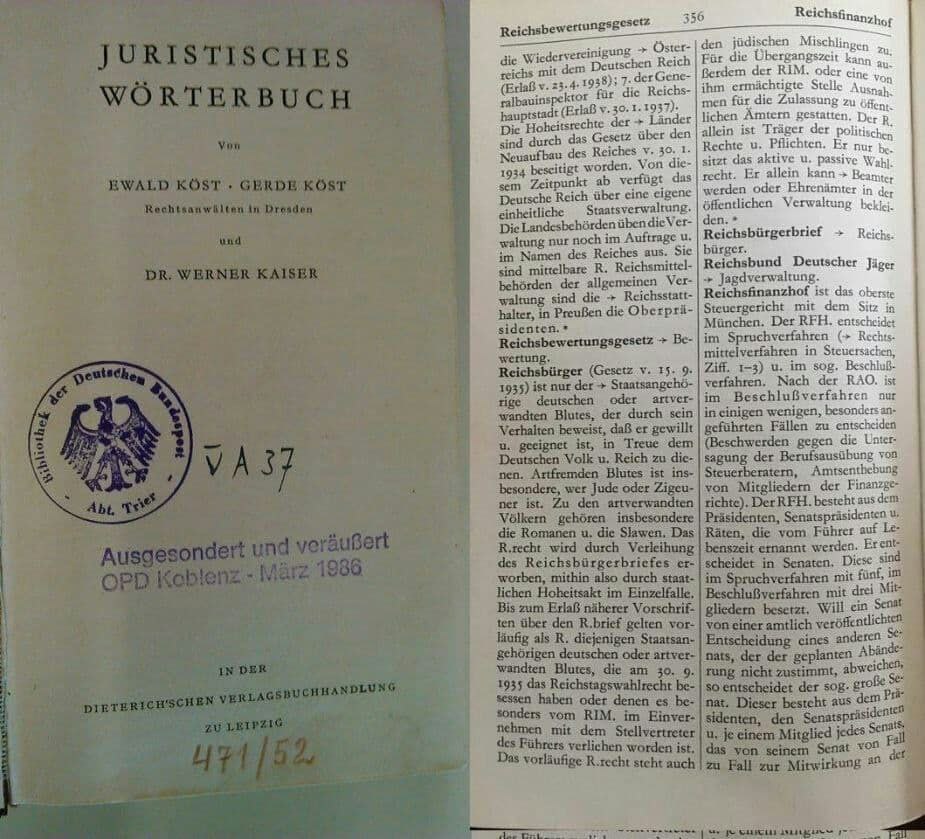 JURISTISCHES
WÖRTERBUCH
Von
EWALD KÖST · GERDE KÖST
Rechtsanwälten in Dresden
und
DR. WERNER KAISER
Bibliothek der Deutschen Bundespost
- Abt. Trier -
V̄ A 37
Ausgesondert und veräußert
OPD Koblenz - März 1986
IN DER
DIETERICH'SCHEN VERLAGSBUCHHANDLUNG
ZU LEIPZIG
471/52
Reichsbewertungsgesetz 356 Reichsfinanzhof
die Wiedervereinigung → Öster-
reichs mit dem Deutschen Reich
(Erlaß v. 23. 4. 1938); 7. der Gene-
ralbauinspektor für die Reichs-
hauptstadt (Erlaß v. 30. 1. 1937).
Die Hoheitsrechte der → Länder
sind durch das Gesetz über den
Neuaufbau des Reiches v. 30. 1.
1934 beseitigt worden. Von die-
sem Zeitpunkt ab verfügt das
Deutsche Reich über eine eigene
einheitliche Staatsverwaltung.
Die Landesbehörden üben die Ver-
waltung nur noch im Auftrage u.
im Namen des Reiches aus. Sie
sind mittelbare R. Reichsmittel-
behörden der allgemeinen Ver-
waltung sind die → Reichsstatt-
halter, in Preußen die Oberprä-
sidenten. *
Reichsbewertungsgesetz → Be-
wertung.
Reichsbürger (Gesetz v. 15. 9.
1935) ist nur der → Staatsangehö-
rige deutschen oder artver-
wandten Blutes, der durch sein
Verhalten beweist, daß er gewillt
u. geeignet ist, in Treue dem
Deutschen Volk u. Reich zu die-
nen. Artfremden Blutes ist ins-
besondere, wer Jude oder Zigeu-
ner ist. Zu den artverwandten
Völkern gehören insbesondere
die Romanen u. die Slawen. Das
R.recht wird durch Verleihung
des Reichsbürgerbriefes er-
worben, mithin also durch staat-
lichen Hoheitsakt im Einzelfalle.
Bis zum Erlaß näherer Vorschrif-
ten über den R.brief gelten vor-
läufig als R. diejenigen Staatsan-
gehörigen deutschen oder artver-
wandten Blutes, die am 30. 9.
1935 das Reichstagswahlrecht be-
sessen haben oder denen es be-
sonders vom RIM. im Einver-
nehmen mit dem Stellvertreter
des Führers verlichen worden ist.
Das vorläufige R.recht steht auch
den jüdischen Mischlingen zu.
Für die Übergangszeit kann au-
ßerdem der RIM. oder eine von
ihm ermächtigte Stelle Ausnah-
men für die Zulassung zu öffent-
lichen Ämtern gestatten. Der R.
allein ist Träger der politischen
Rechte u. Pflichten. Er nur be-
sitzt das aktive u. passive Wahl-
recht. Er allein kann → Beamter
werden oder Ehrenämter in der
öffentlichen Verwaltung beklei-
den. *
Reichsbürgerbrief → Reichs-
bürger.
Reichsbund Deutscher Jäger
→ Jagdverwaltung.
Reichsfinanzhof ist das oberste
Steuergericht mit dem Sitz in
München. Der RFH. entscheidet
im Spruchverfahren (→ Rechts-
mittelverfahren in Steuersachen,
Ziff. 1–3) u. im sog. Beschluß-
verfahren. Nach der RAO. ist
im Beschlußverfahren nur
in einigen wenigen, besonders an-
geführten Fällen zu entscheiden
(Beschwerden gegen die Unter-
sagung der Berufsausübung von
Steuerberatern, Amtsenthebung
von Mitgliedern der Finanzge-
richte). Der RFH. besteht aus dem
Präsidenten, Senatspräsidenten u.
Räten, die vom Führer auf Le-
benszeit ernannt werden. Er ent-
scheidet in Senaten. Diese sind
im Spruchverfahren mit fünf, im
Beschlußverfahren mit drei Mit-
gliedern besetzt. Will ein Senat
von einer amtlich veröffentlichten
Entscheidung eines anderen Se-
nats, der der geplanten Abände-
rung nicht zustimmt, abweichen,
so entscheidet der sog. große Se-
nat. Dieser besteht aus dem Prä-
sidenten, den Senatspräsidenten
u. je einem Mitglied jedes Senats,
das von seinem Senat von Fall
zu Fall zur Mitwirkung an der